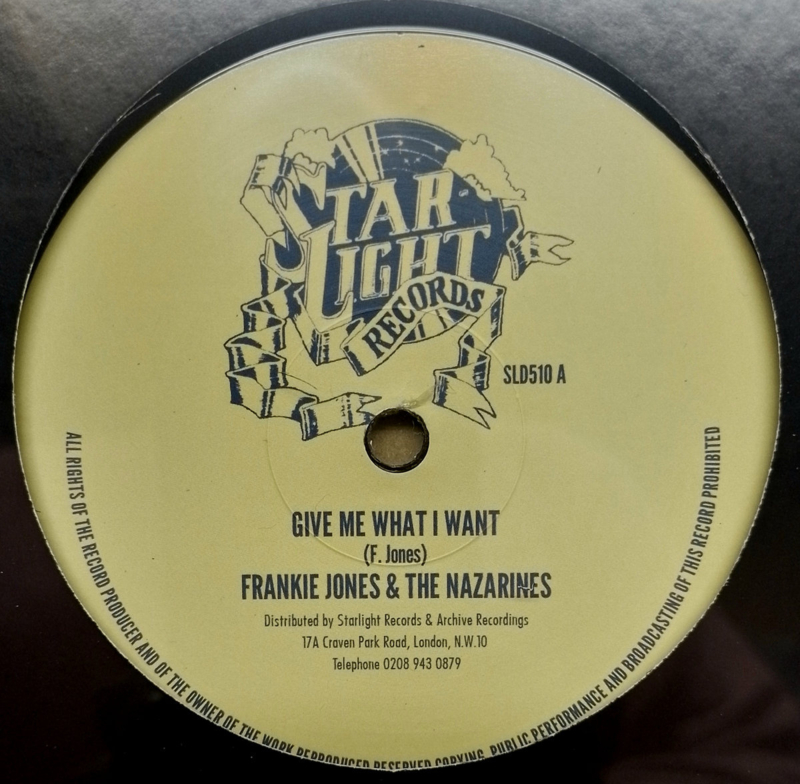 STAR
LIGHT
RECORDS
SLD510 A
GIVE ME WHAT I WANT
(F. Jones)
FRANKIE JONES & THE NAZARINES
Distributed by Starlight Records & Archive Recordings
17A Craven Park Road, London, N.W.10
Telephone 0208 943 0879
ALL RIGHTS OF THE RECORD PRODUCER AND OF THE OWNER OF THE WORK REPRODUCED RESERVED COPYING, PUBLIC PERFORMANCE AND BROADCASTING OF THIS RECORD PROHIBITED